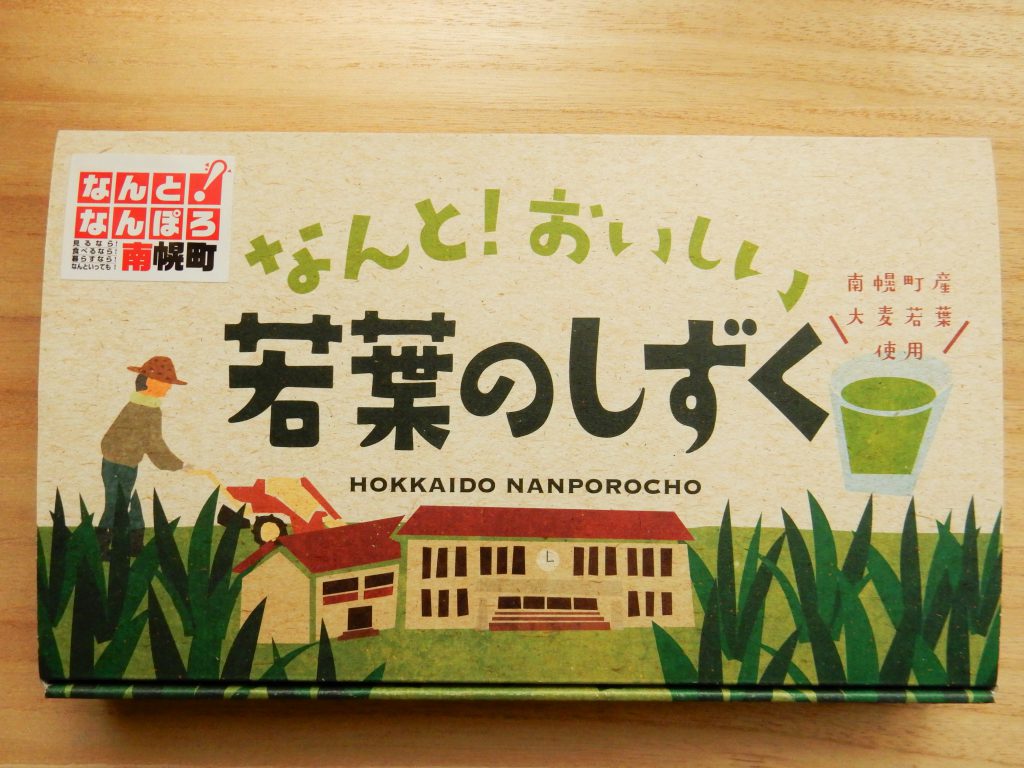 なんと!
なんぽろ
見るなら!
食べるなら!
暮らすなら!
なんといっても!
南幌町
なんと!おいしい
若葉のしずく
南幌町産
大麦若葉
使用
HOKKAIDO NANPOROCHO